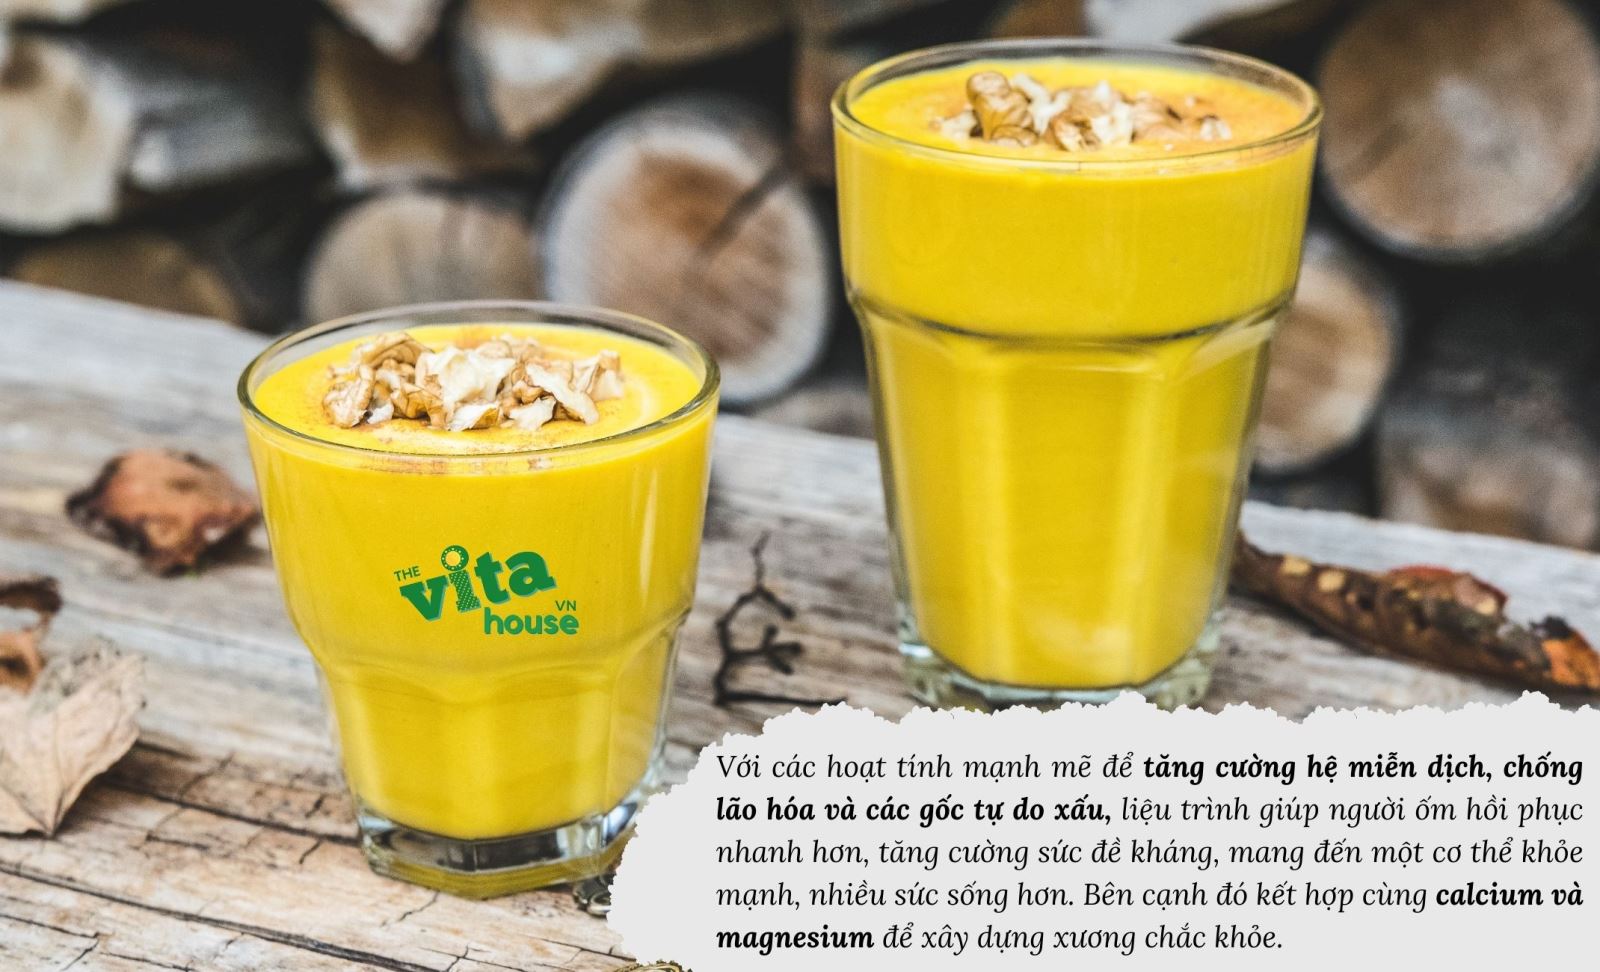 THE
vita
VN
house
Với các hoạt tính mạnh mẽ để tăng cường hệ miễn dịch, chống
lão hóa và các gốc tự do xấu, liệu trình giúp người ốm hồi phục
nhanh hơn, tăng cường sức đề kháng, mang đến một cơ thể khỏe
mạnh, nhiều sức sống hơn. Bên cạnh đó kết hợp cùng calcium và
magnesium để xây dựng xương chắc khỏe.